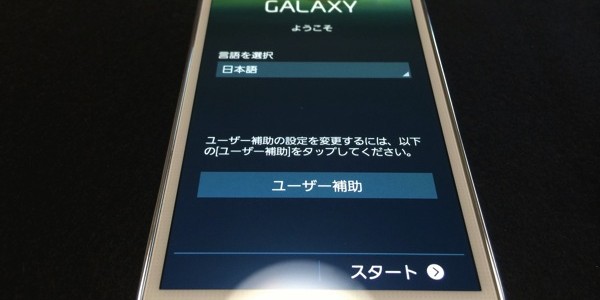 GALAXY
ようこそ
言語を選択
日本語
ユーザー補助の設定を変更するには、以下
の[ユーザー補助]をタップしてください。
ユーザー補助
スタート